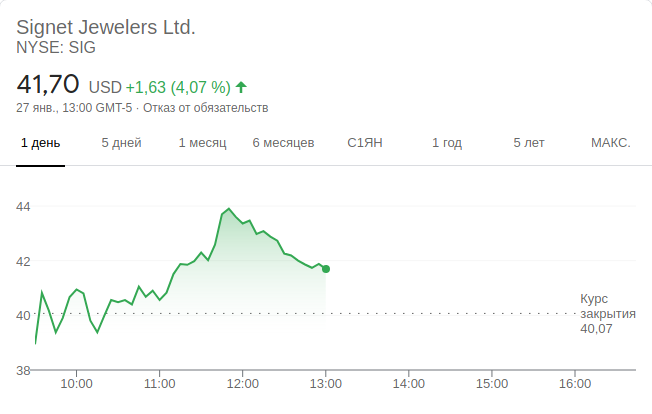 Signet Jewelers Ltd.
NYSE: SIG
41,70 USD +1,63 (4,07 %)
27 янв., 13:00 GMT-5 · Отказ от обязательств
1 день 5 дней 1 месяц 6 месяцев С1ЯН 1 год 5 лет МАКС.
44
42
Курс
40 закрытия
40,07
38
10:00 11:00 12:00 13:00 14:00 15:00 16:00